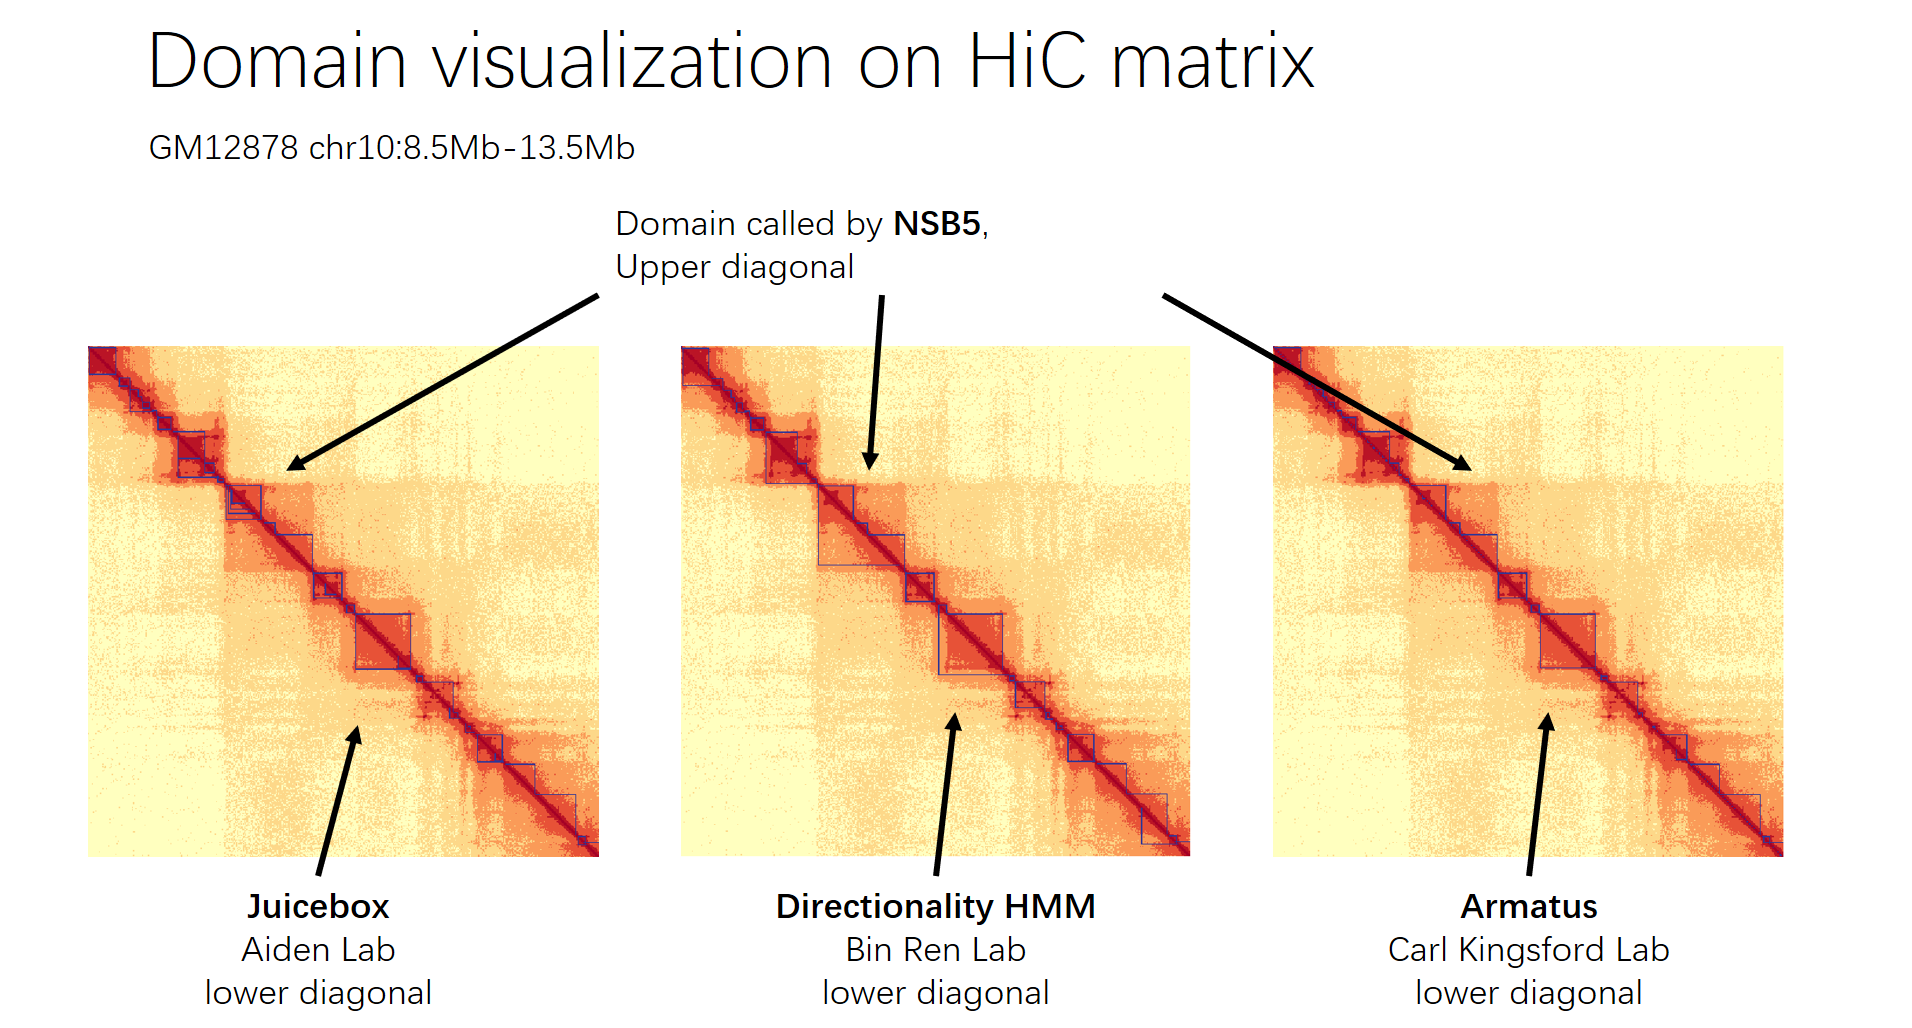 Domain visualization on HiC matrix
GM12878 chr10:8.5Mb-13.5Mb
Domain called by NSB5,
Upper diagonal
Juicebox
Aiden Lab
lower diagonal
Directionality HMM
Bin Ren Lab
lower diagonal
Armatus
Carl Kingsford Lab
lower diagonal